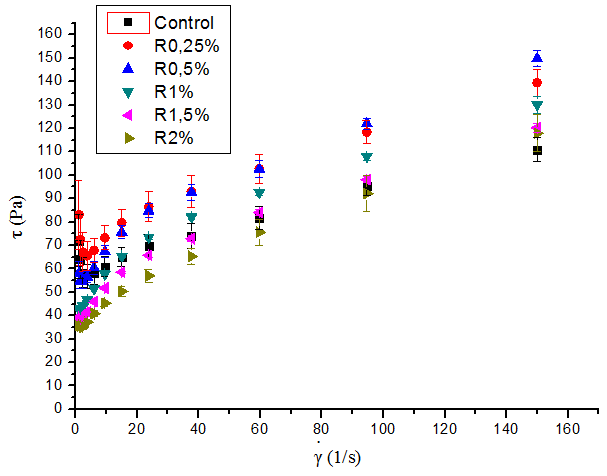 Control
R0,25%
R0,5%
R1%
R1,5%
R2%
τ (Pa)
160
150
140
130
120
110
100
90
80
70
60
50
40
30
20
10
0
0 20 40 60 80 100 120 140 160
γ̇ (1/s)